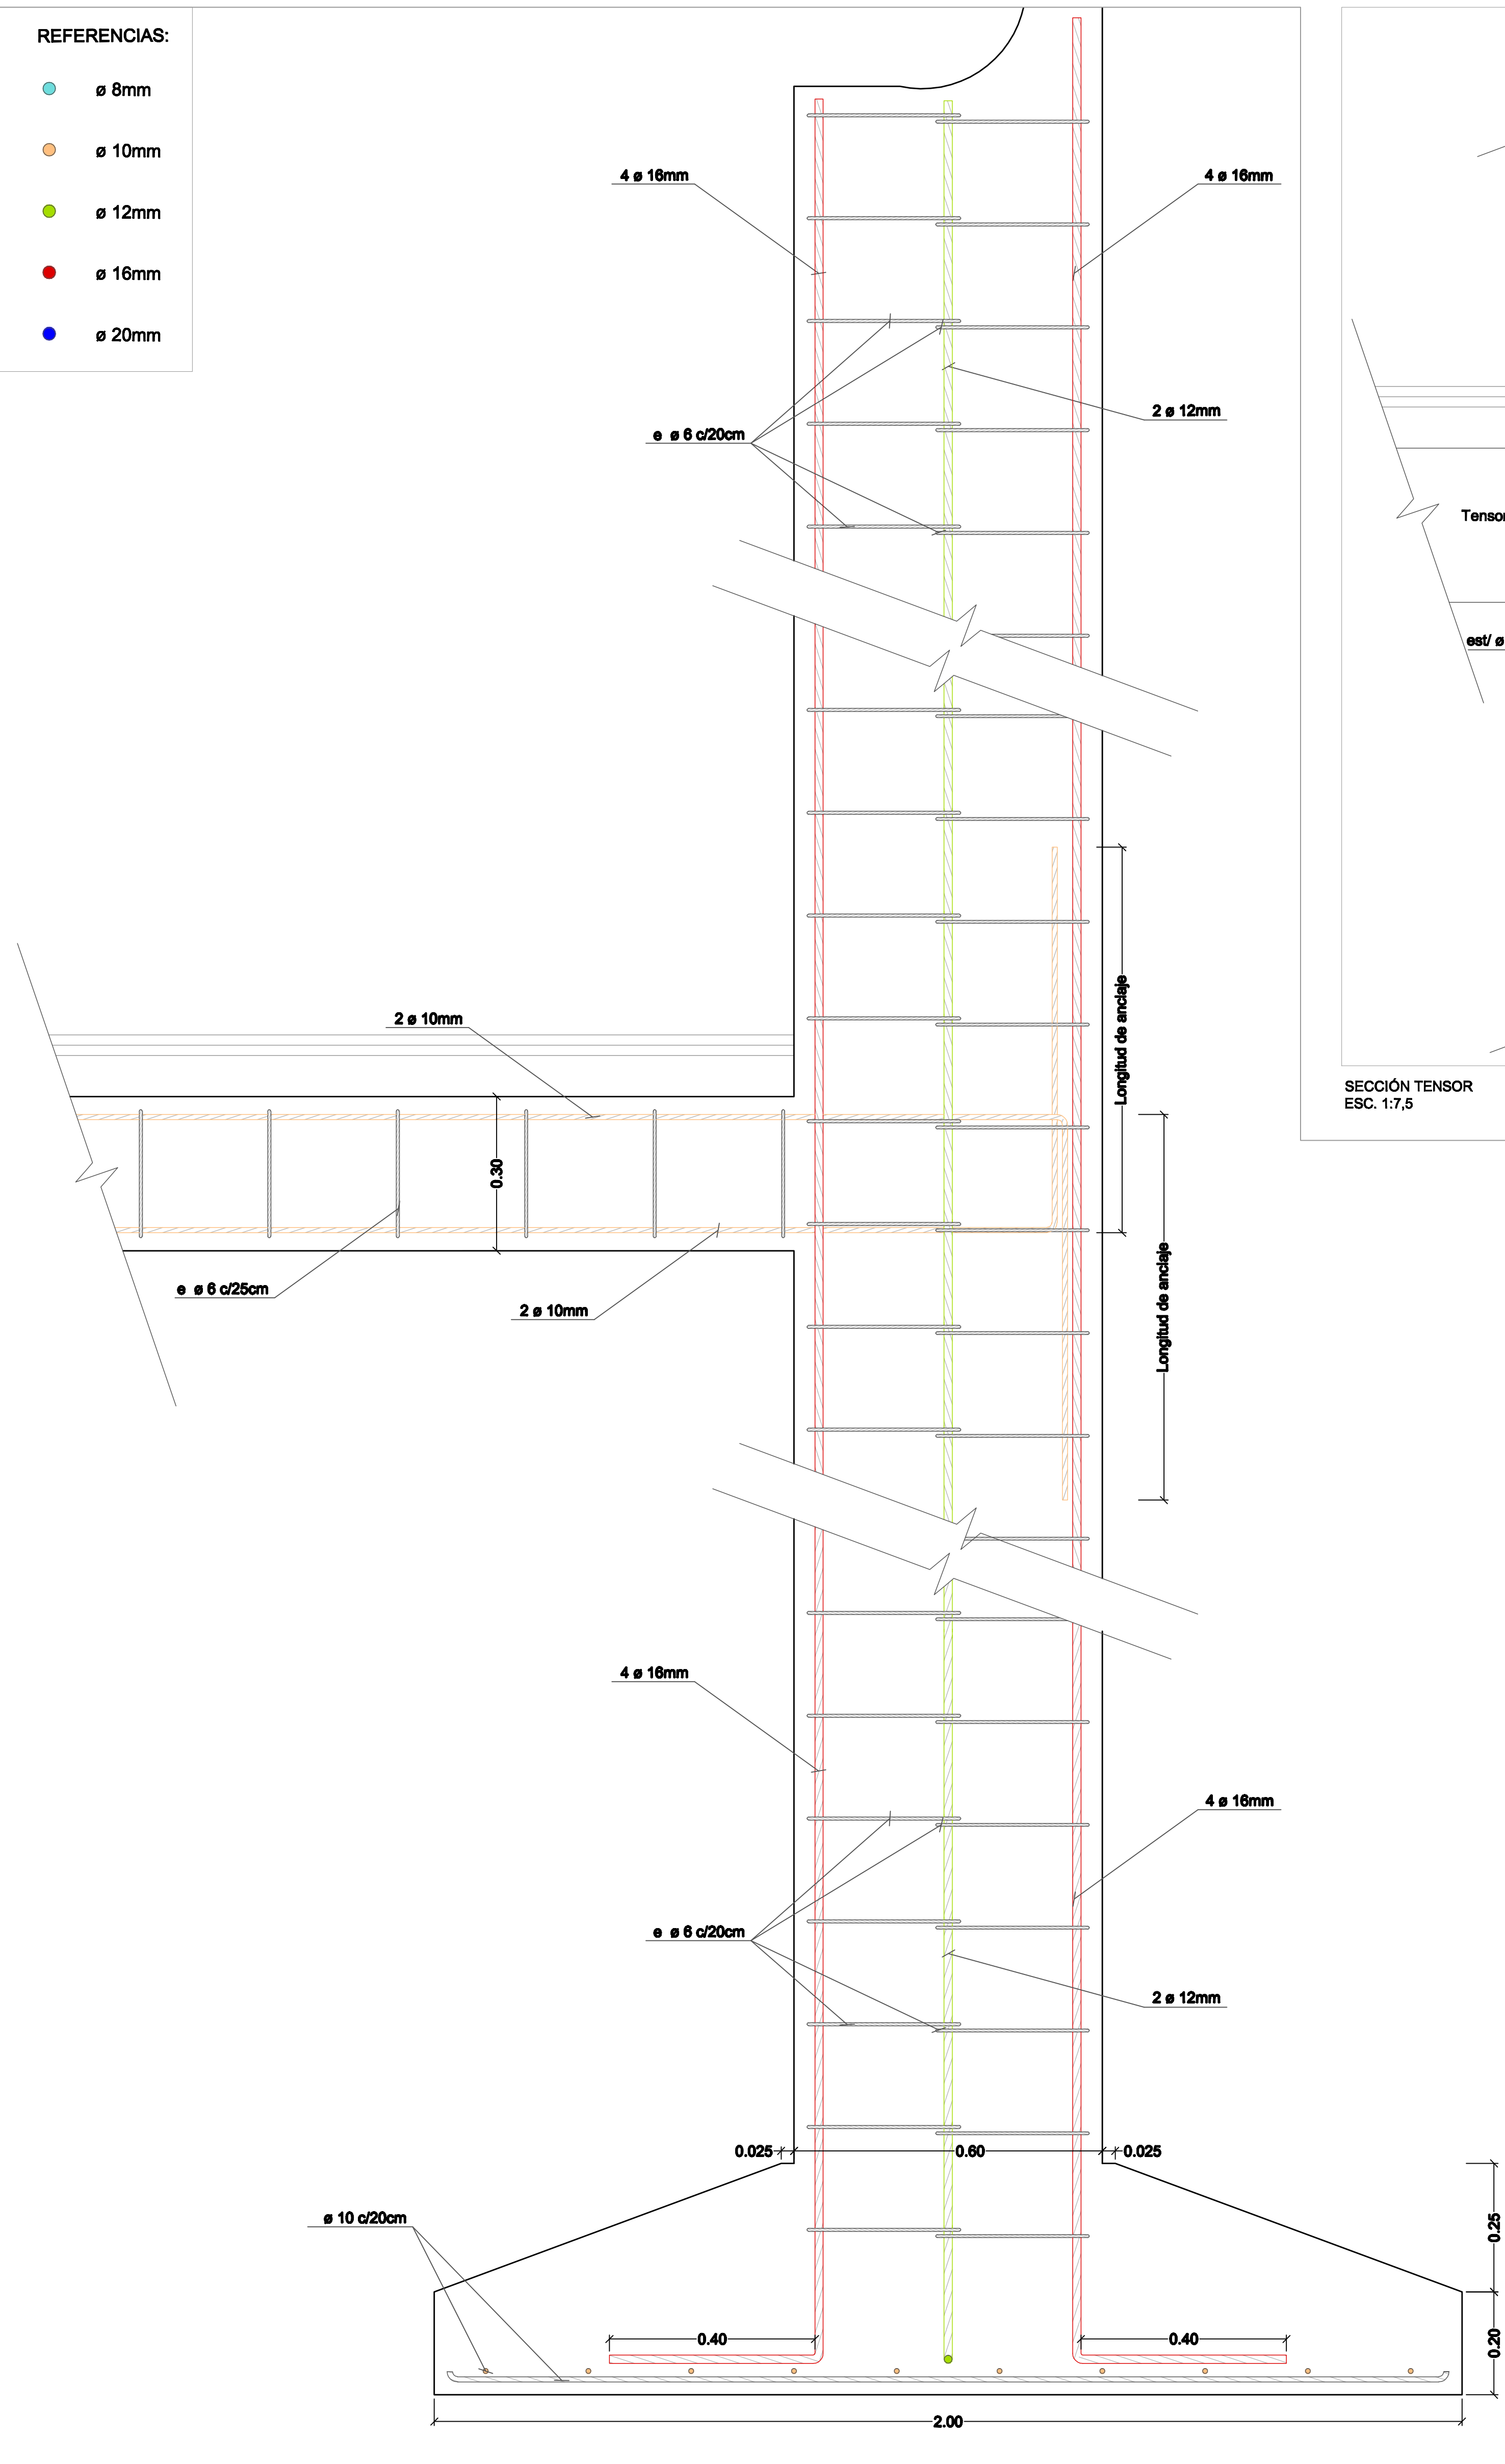 REFERENCIAS:
ø 8mm
ø 10mm
ø 12mm
ø 16mm
ø 20mm
4 ø 16mm
4 ø 16mm
2 ø 12mm
e ø 6 c/20cm
Tensor
est/ ø
Longitud de anclaje
2 ø 10mm
SECCIÓN TENSOR
ESC. 1:7,5
0.30
Longitud de anclaje
e ø 6 c/25cm
2 ø 10mm
4 ø 16mm
4 ø 16mm
e ø 6 c/20cm
2 ø 12mm
0.025
0.60
0.025
ø 10 c/20cm
0.25
0.40
0.40
0.20
2.00